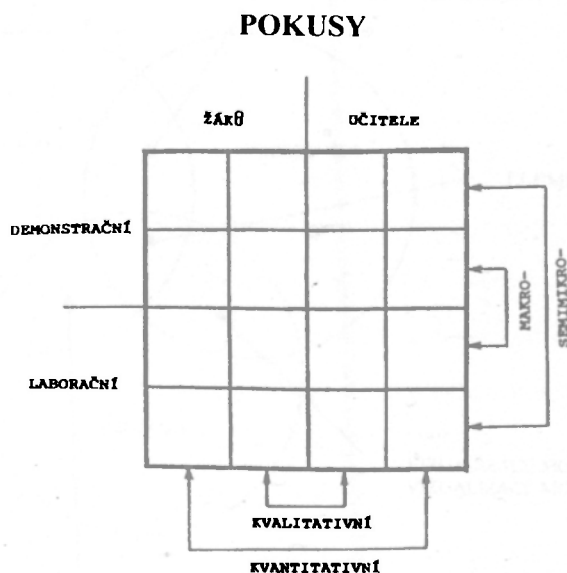 POKUSY
ŽÁKŮ
UČITELE
DEMONSTRAČNÍ
LABORAČNÍ
MAKRO-
SEMIMIKRO-
KVALITATIVNÍ
KVANTITATIVNÍ